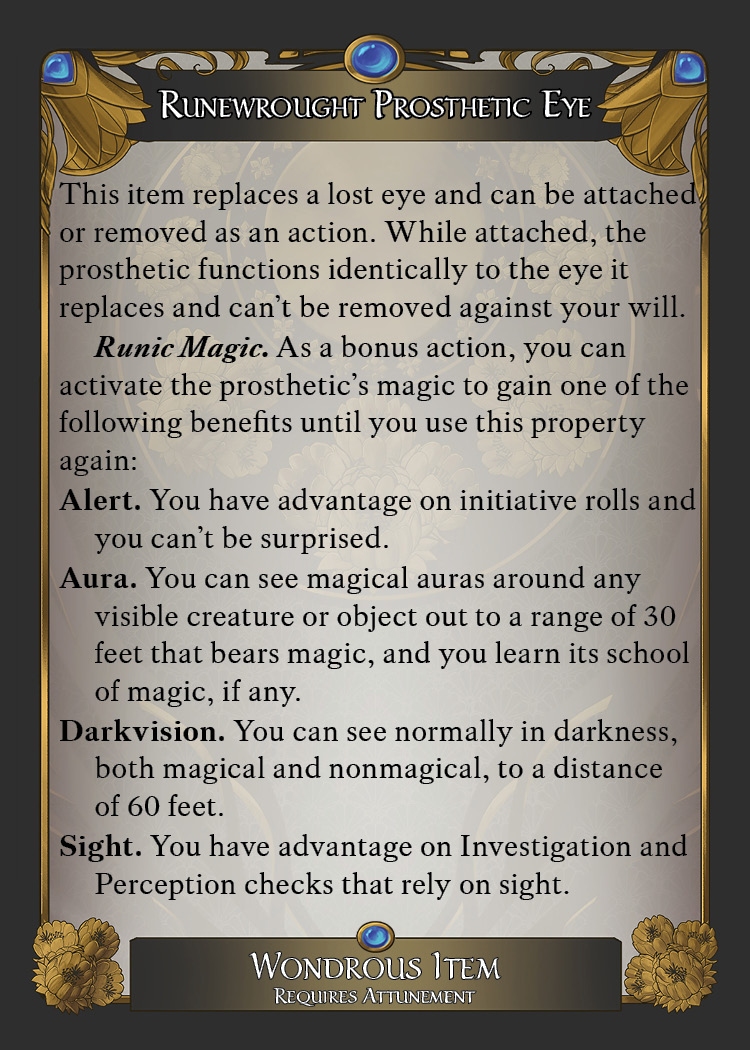 Runewrought Prosthetic Eye
This item replaces a lost eye and can be attached
or removed as an action. While attached, the
prosthetic functions identically to the eye it
replaces and can’t be removed against your will.
Runic Magic. As a bonus action, you can
activate the prosthetic’s magic to gain one of the
following benefits until you use this property
again:
Alert. You have advantage on initiative rolls and
you can’t be surprised.
Aura. You can see magical auras around any
visible creature or object out to a range of 30
feet that bears magic, and you learn its school
of magic, if any.
Darkvision. You can see normally in darkness,
both magical and nonmagical, to a distance
of 60 feet.
Sight. You have advantage on Investigation and
Perception checks that rely on sight.
Wondrous Item
Requires Attunement